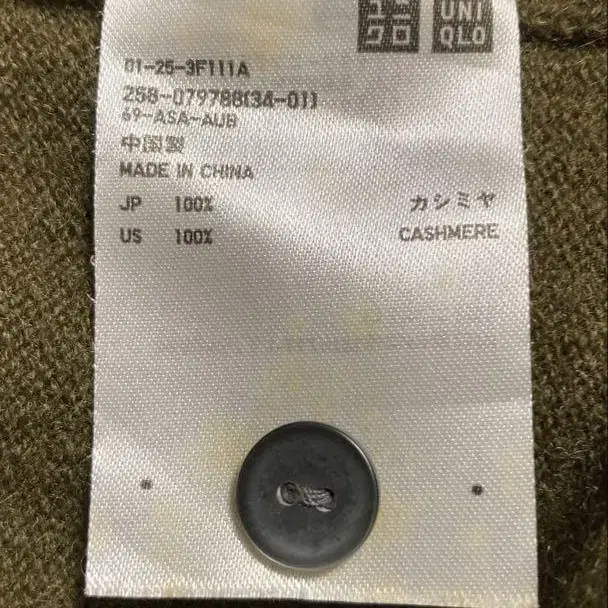 ユニ
クロ
UNI
QLO
01-25-3F111A
258-079788(34-01)
69-ASA-AUB
中国製
MADE IN CHINA
JP 100% カシミヤ
US 100% CASHMERE